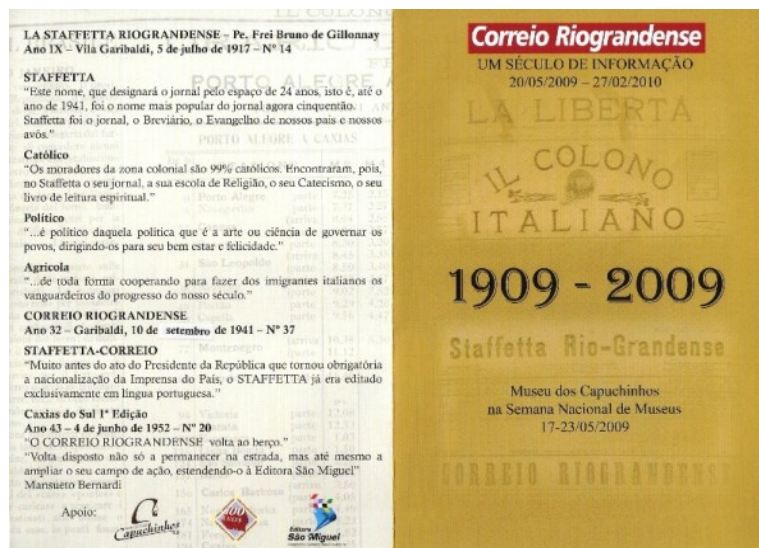 LA STAFFETTA RIOGRANDENSE – Pe. Frei Bruno de Gillonnay
Ano IX – Vila Garibaldi, 5 de julho de 1917 – Nº 14
STAFFETTA
“Este nome, que designará o jornal pelo espaço de 24 anos, isto é, até o
ano de 1941, foi o nome mais popular do jornal agora cinquentão.
Staffetta foi o jornal, o Breviário, o Evangelho de nossos pais e nossos
avós.”
Católico
“Os moradores da zona colonial são 99% católicos. Encontraram, pois,
no Staffetta o seu jornal, a sua escola de Religião, o seu Catecismo, o seu
livro de leitura espiritual.”
Político
“...é político daquela política que é a arte ou ciência de governar os
povos, dirigindo-os para seu bem estar e felicidade.”
Agrícola
“...de toda forma cooperando para fazer dos imigrantes italianos os
vanguardeiros do progresso do nosso século.”
CORREIO RIOGRANDENSE
Ano 32 – Garibaldi, 10 de setembro de 1941 – Nº 37
STAFFETTA-CORREIO
“Muito antes do ato do Presidente da República que tornou obrigatória
a nacionalização da Imprensa do País, o STAFFETTA já era editado
exclusivamente em língua portuguesa.”
Caxias do Sul 1ª Edição
Ano 43 – 4 de junho de 1952 – Nº 20
“O CORREIO RIOGRANDENSE volta ao berço.”
“Volta disposto não só a permanecer na estrada, mas até mesmo a
ampliar o seu campo de ação, estendendo-o à Editora São Miguel”
Mansueto Bernardi
Apoio:
Capuchinhos
100
ANOS
Editora
São Miguel
Correio Riograndense
UM SÉCULO DE INFORMAÇÃO
20/05/2009 – 27/02/2010
LA LIBERTÀ
IL COLONO
ITALIANO
1909 - 2009
Staffetta Rio-Grandense
Museu dos Capuchinhos
na Semana Nacional de Museus
17-23/05/2009
CORREIO RIOGRANDENSE